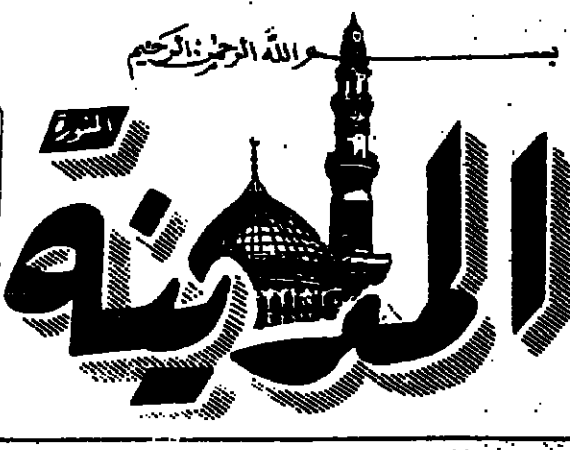 بسم الله الرحمن الرحيم
المدينة
المنورة